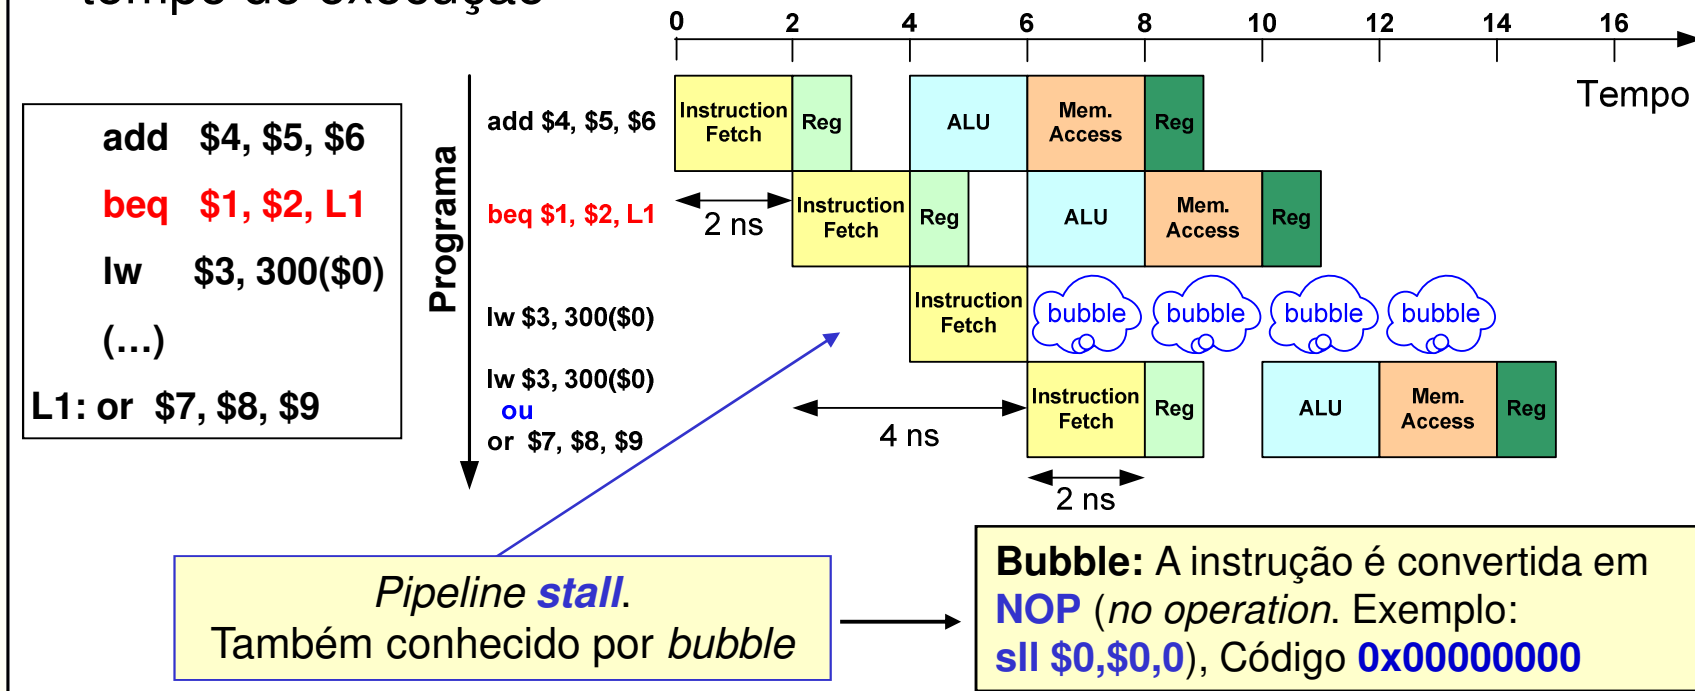 tempo de execução
0 2 4 6 8 10 12 14 16
Tempo
add $4, $5, $6
beq $1, $2, L1
lw $3, 300($0)
(…)
L1: or $7, $8, $9
Programa
add $4, $5, $6
Instruction
Fetch
Reg
ALU
Mem.
Access
Reg
beq $1, $2, L1
2 ns
Instruction
Fetch
Reg
ALU
Mem.
Access
Reg
lw $3, 300($0)
Instruction
Fetch
bubble
bubble
bubble
bubble
lw $3, 300($0)
ou
or $7, $8, $9
4 ns
Instruction
Fetch
Reg
ALU
Mem.
Access
Reg
2 ns
Pipeline stall.
Também conhecido por bubble
Bubble: A instrução é convertida em
NOP (no operation. Exemplo:
sll $0,$0,0), Código 0x00000000